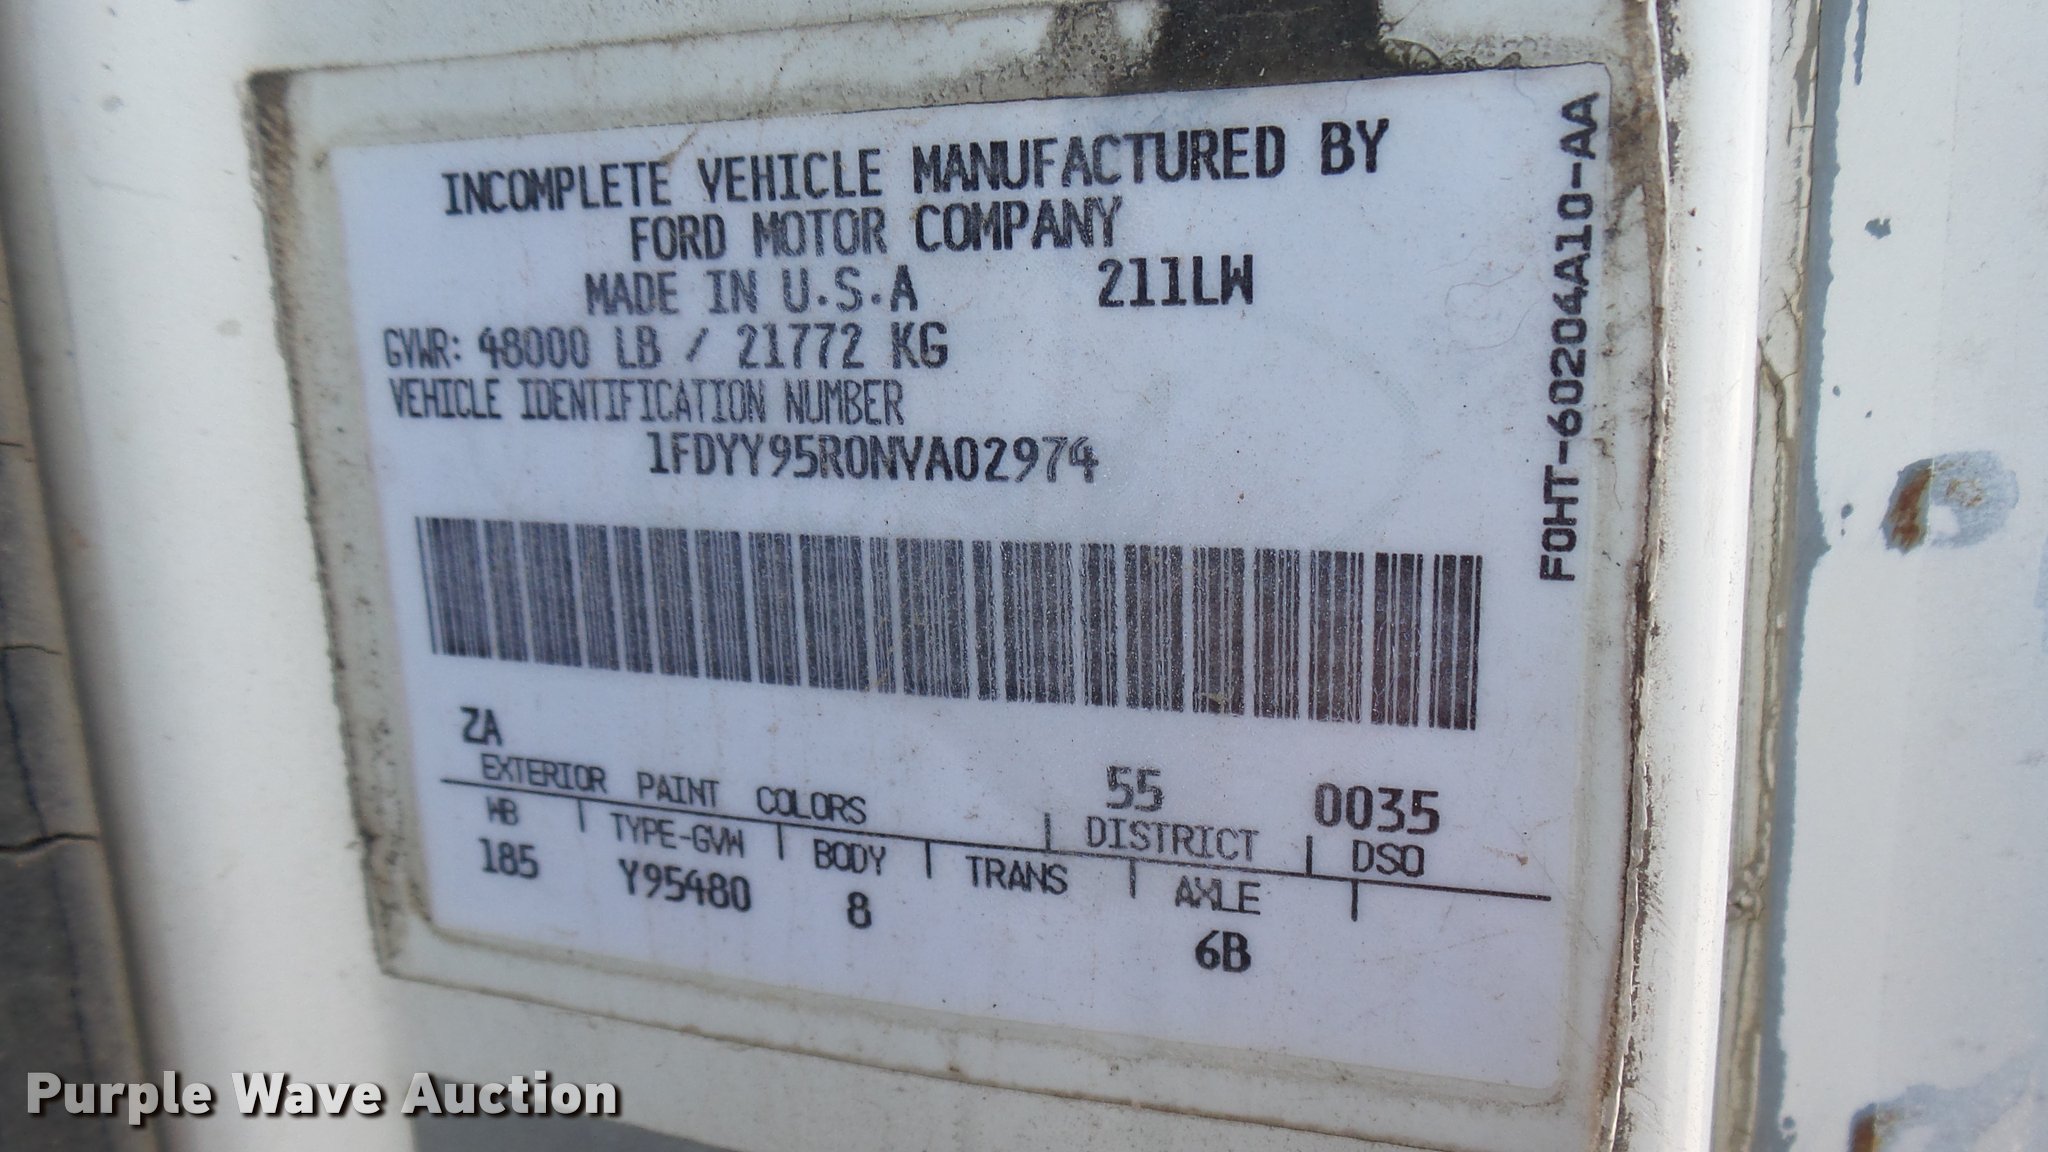 INCOMPLETE VEHICLE MANUFACTURED BY
FORD MOTOR COMPANY
MADE IN U.S.A 211LW
GVWR: 48000 LB / 21772 KG
VEHICLE IDENTIFICATION NUMBER
1FDYY95R0NVA02974
F0HT-60204A10-AA
ZA 55 0035
EXTERIOR PAINT COLORS DISTRICT DSO
WB TYPE-GVW BODY TRANS AXLE
185 Y95480 8 6B
Purple Wave Auction